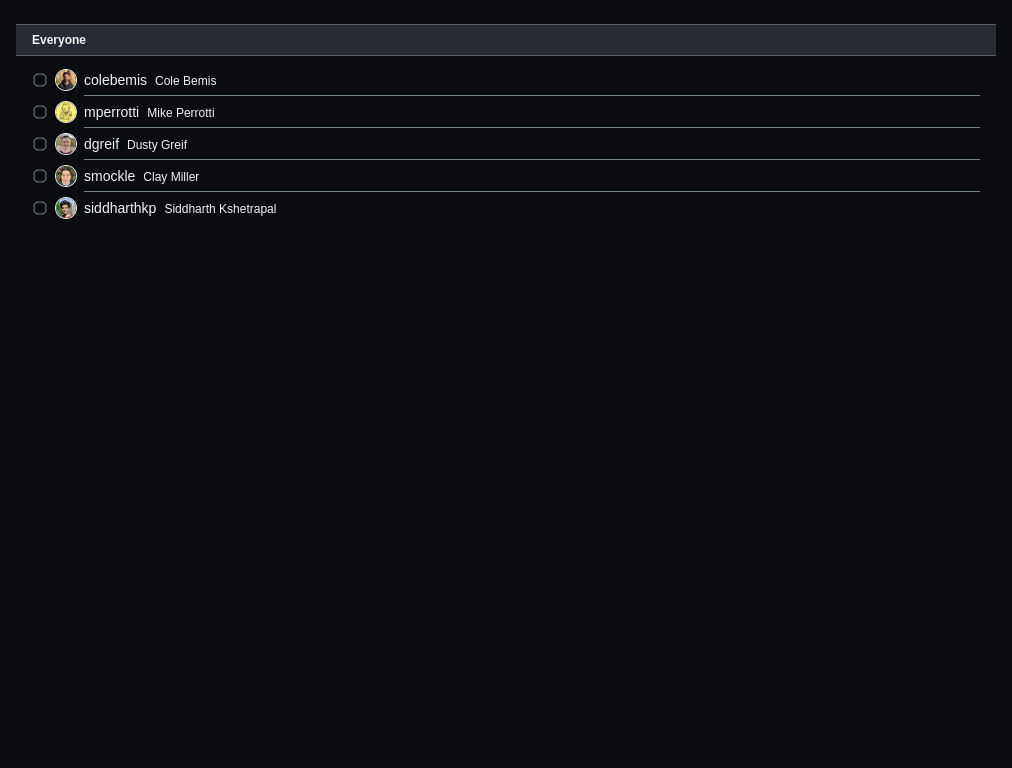 Everyone
colebemis Cole Bemis
mperrotti Mike Perrotti
dgreif Dusty Greif
smockle Clay Miller
siddharthkp Siddharth Kshetrapal